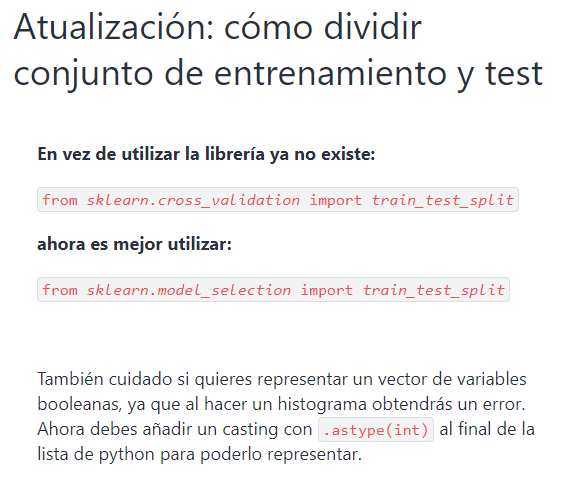 Atualización: cómo dividir
conjunto de entrenamiento y test
En vez de utilizar la librería ya no existe:
from sklearn.cross_validation import train_test_split
ahora es mejor utilizar:
from sklearn.model_selection import train_test_split
También cuidado si quieres representar un vector de variables
booleanas, ya que al hacer un histograma obtendrás un error.
Ahora debes añadir un casting con .astype(int) al final de la
lista de python para poderlo representar.